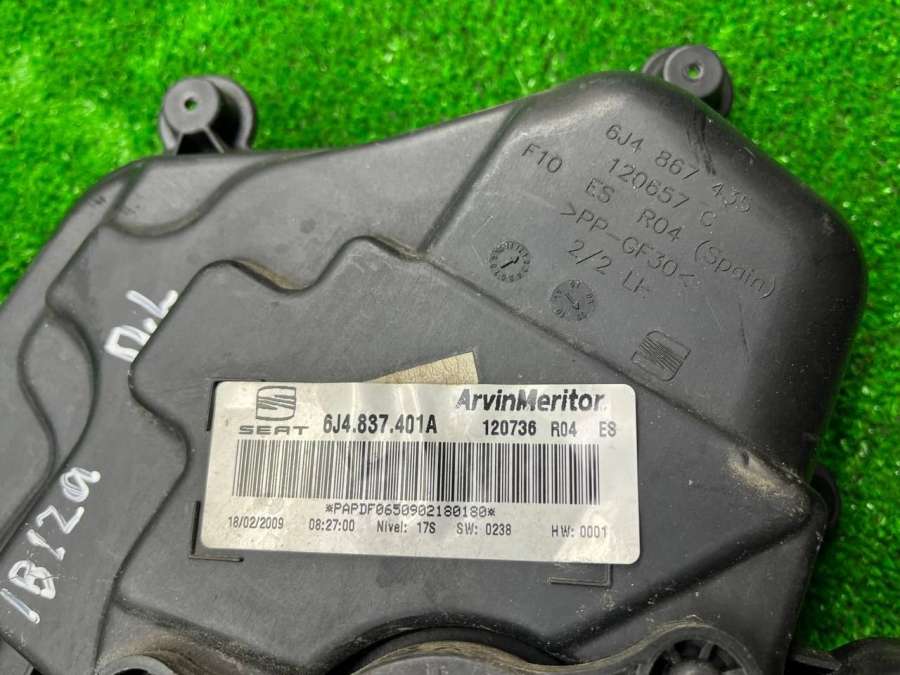 6J4 867 435
120657 C
F10 ES R04 (Spain)
>PP-GF30<
2/2 LH
SEAT 6J4.837.401A ArvinMeritor
120736 R04 ES
*PAPDF0650902180180*
18/02/2009 08:27:00 Nivel: 17S SW: 0238 HW: 0001
IBIZA